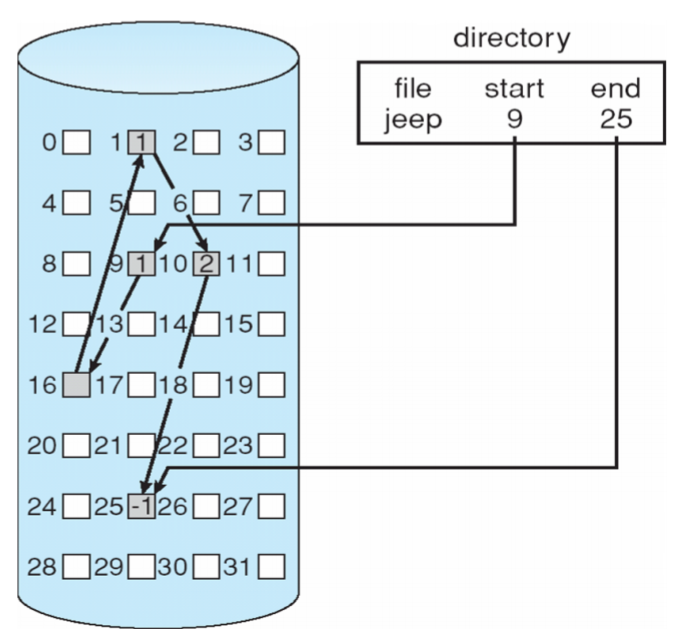 directory
file start end
jeep 9 25
0 1 1 2 3
4 5 6 7
8 9 1 10 2 11
12 13 14 15
16 17 18 19
20 21 22 23
24 25 -1 26 27
28 29 30 31